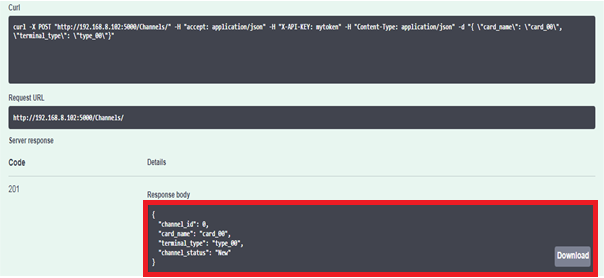 Curl
curl -X POST "http://192.168.8.102:5000/Channels/" -H "accept: application/json" -H "X-API-KEY: mytoken" -H "Content-Type: application/json" -d "{ \"card_name\": \"card_00\",
\"terminal_type\": \"type_00\"}"
Request URL
http://192.168.8.102:5000/Channels/
Server response
Code Details
201
Response body
{
"channel_id": 0,
"card_name": "card_00",
"terminal_type": "type_00",
"channel_status": "New"
}
Download